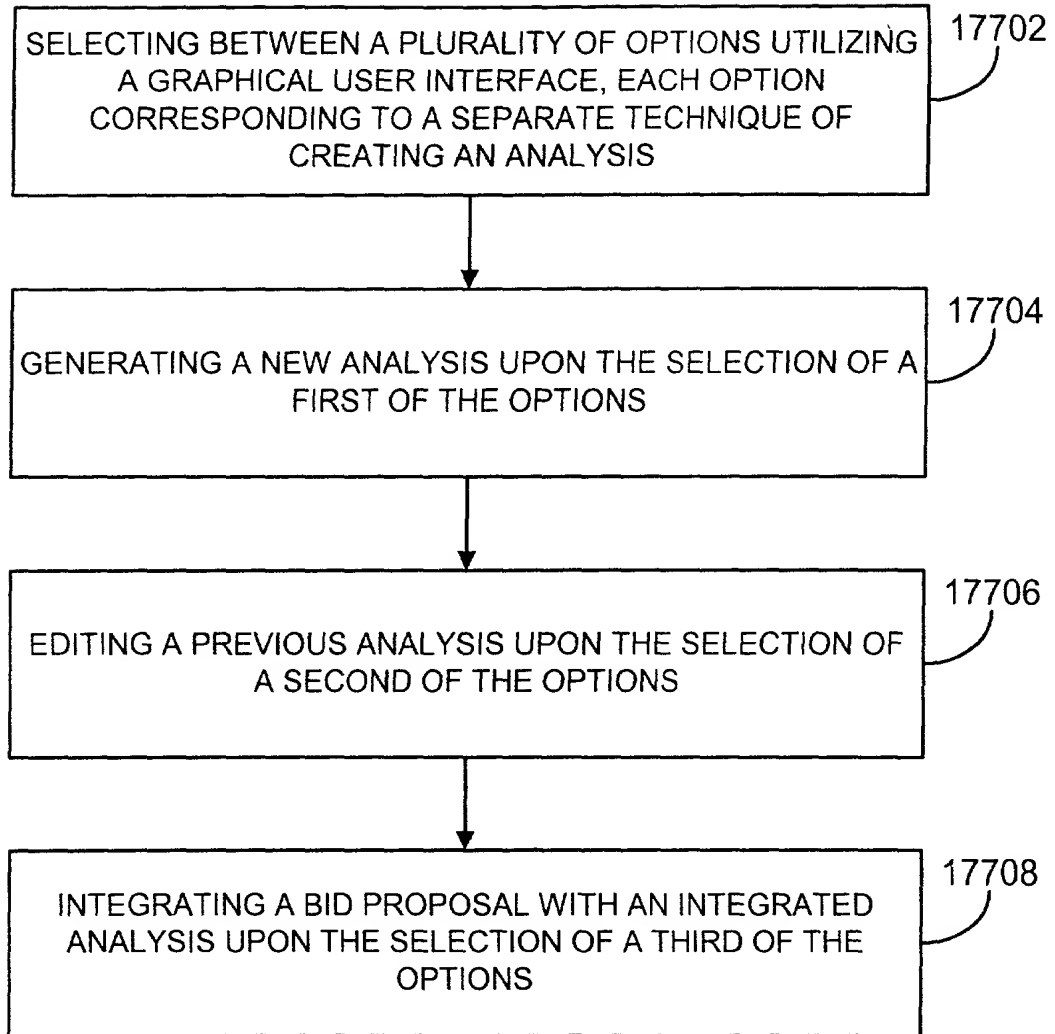 SELECTING BETWEEN A PLURALITY OF OPTIONS UTILIZING
A GRAPHICAL USER INTERFACE, EACH OPTION
CORRESPONDING TO A SEPARATE TECHNIQUE OF
CREATING AN ANALYSIS
17702
GENERATING A NEW ANALYSIS UPON THE SELECTION OF A
FIRST OF THE OPTIONS
17704
EDITING A PREVIOUS ANALYSIS UPON THE SELECTION OF
A SECOND OF THE OPTIONS
17706
INTEGRATING A BID PROPOSAL WITH AN INTEGRATED
ANALYSIS UPON THE SELECTION OF A THIRD OF THE
OPTIONS
17708